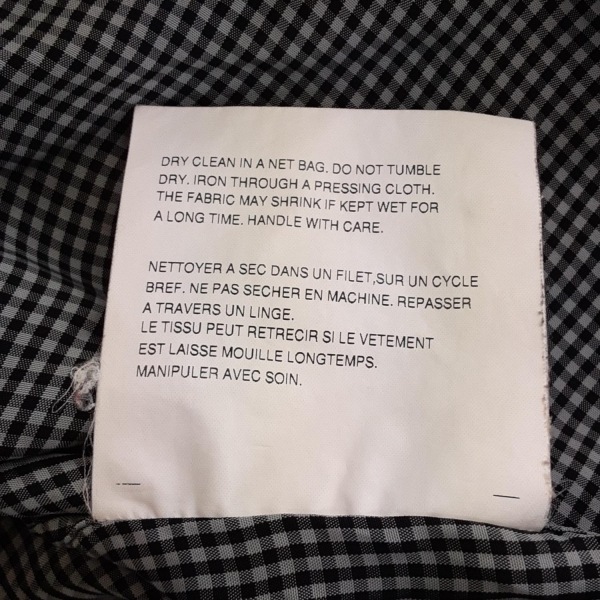 DRY CLEAN IN A NET BAG. DO NOT TUMBLE
DRY. IRON THROUGH A PRESSING CLOTH.
THE FABRIC MAY SHRINK IF KEPT WET FOR
A LONG TIME. HANDLE WITH CARE.
NETTOYER A SEC DANS UN FILET,SUR UN CYCLE
BREF. NE PAS SECHER EN MACHINE. REPASSER
A TRAVERS UN LINGE.
LE TISSU PEUT RETRECIR SI LE VETEMENT
EST LAISSE MOUILLE LONGTEMPS.
MANIPULER AVEC SOIN.